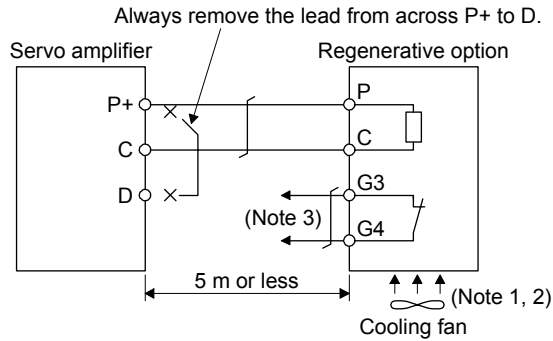 Always remove the lead from across P+ to D.
Servo amplifier
Regenerative option
P+
P
C
C
D
G3
(Note 3)
G4
5 m or less
(Note 1, 2)
Cooling fan